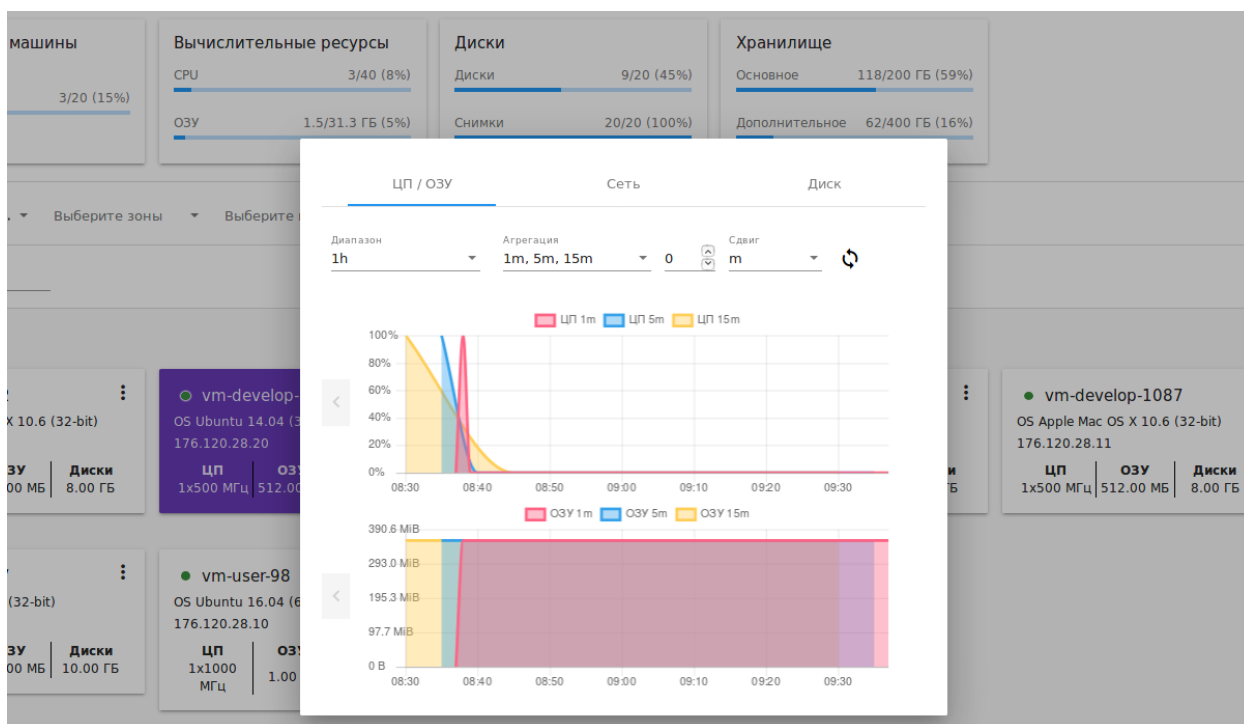 машины
3/20 (15%)
Вычислительные ресурсы
CPU 3/40 (8%)
ОЗУ 1.5/31.3 ГБ (5%)
Диски
Диски 9/20 (45%)
Снимки 20/20 (100%)
Хранилище
Основное 118/200 ГБ (59%)
Дополнительное 62/400 ГБ (16%)
Выберите зоны
Выберите
ЦП / ОЗУ
Сеть
Диск
Диапазон
1h
Агрегация
1m, 5m, 15m
0
Сдвиг
m
ЦП 1m ЦП 5m ЦП 15m
100%
80%
60%
40%
20%
0%
08:30 08:40 08:50 09:00 09:10 09:20 09:30
ОЗУ 1m ОЗУ 5m ОЗУ 15m
390.6 MiB
293.0 MiB
195.3 MiB
97.7 MiB
0 B
08:30 08:40 08:50 09:00 09:10 09:20 09:30
X 10.6 (32-bit)
ЗУ Диски
00 МБ 8.00 ГБ
vm-develop-
OS Ubuntu 14.04 (3
176.120.28.20
ЦП ОЗ
1x500 МГц 512.00
и
Б
vm-develop-1087
OS Apple Mac OS X 10.6 (32-bit)
176.120.28.11
ЦП ОЗУ Диски
1x500 МГц 512.00 МБ 8.00 ГБ
(32-bit)
ЗУ Диски
00 МБ 10.00 ГБ
vm-user-98
OS Ubuntu 16.04 (6
176.120.28.10
ЦП ОЗ
1x1000
МГц
1.00